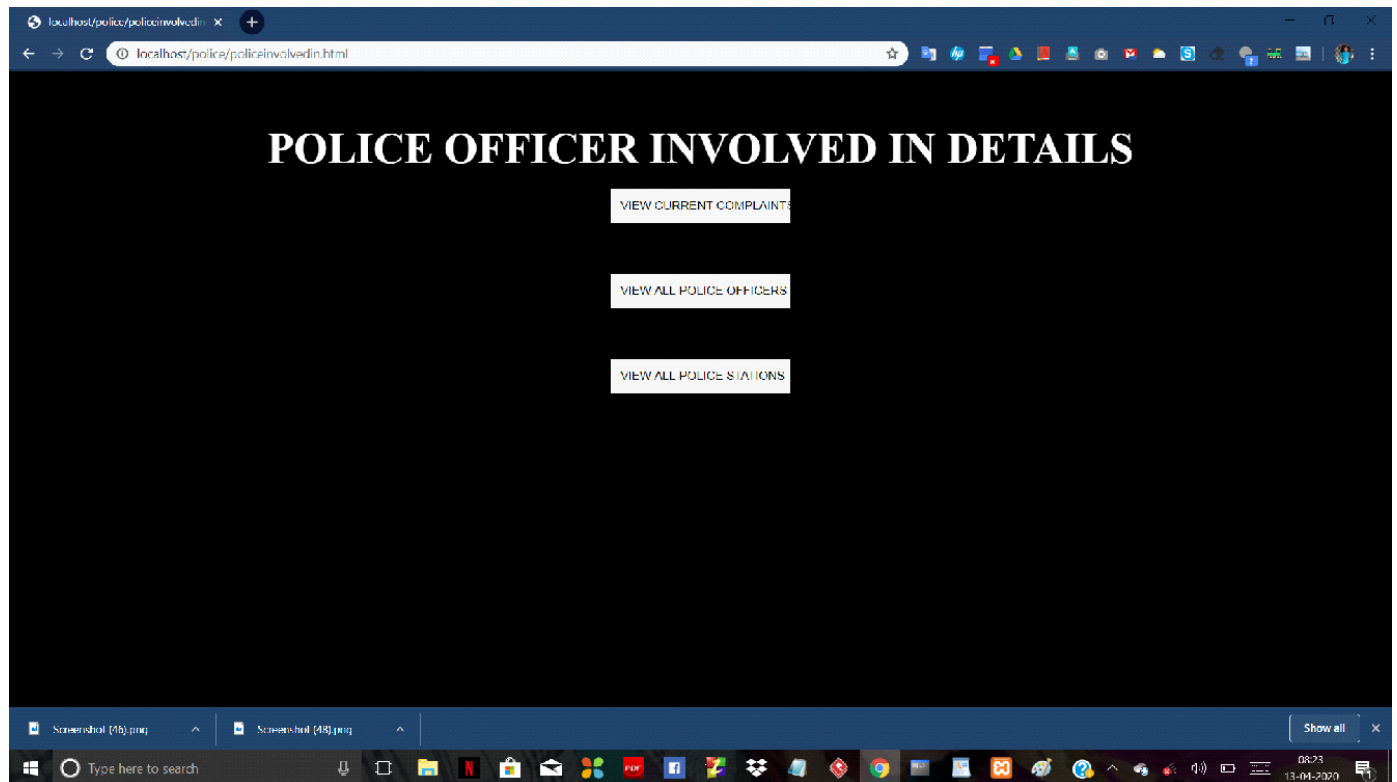 localhost/police/policeinvolvedin
localhost/police/policeinvolvedin.html
POLICE OFFICER INVOLVED IN DETAILS
VIEW CURRENT COMPLAINTS
VIEW ALL POLICE OFFICERS
VIEW ALL POLICE STATIONS
Screenshot (46).png
Screenshot (48).png
Show all
Type here to search
PDF
08:23
13-04-2020